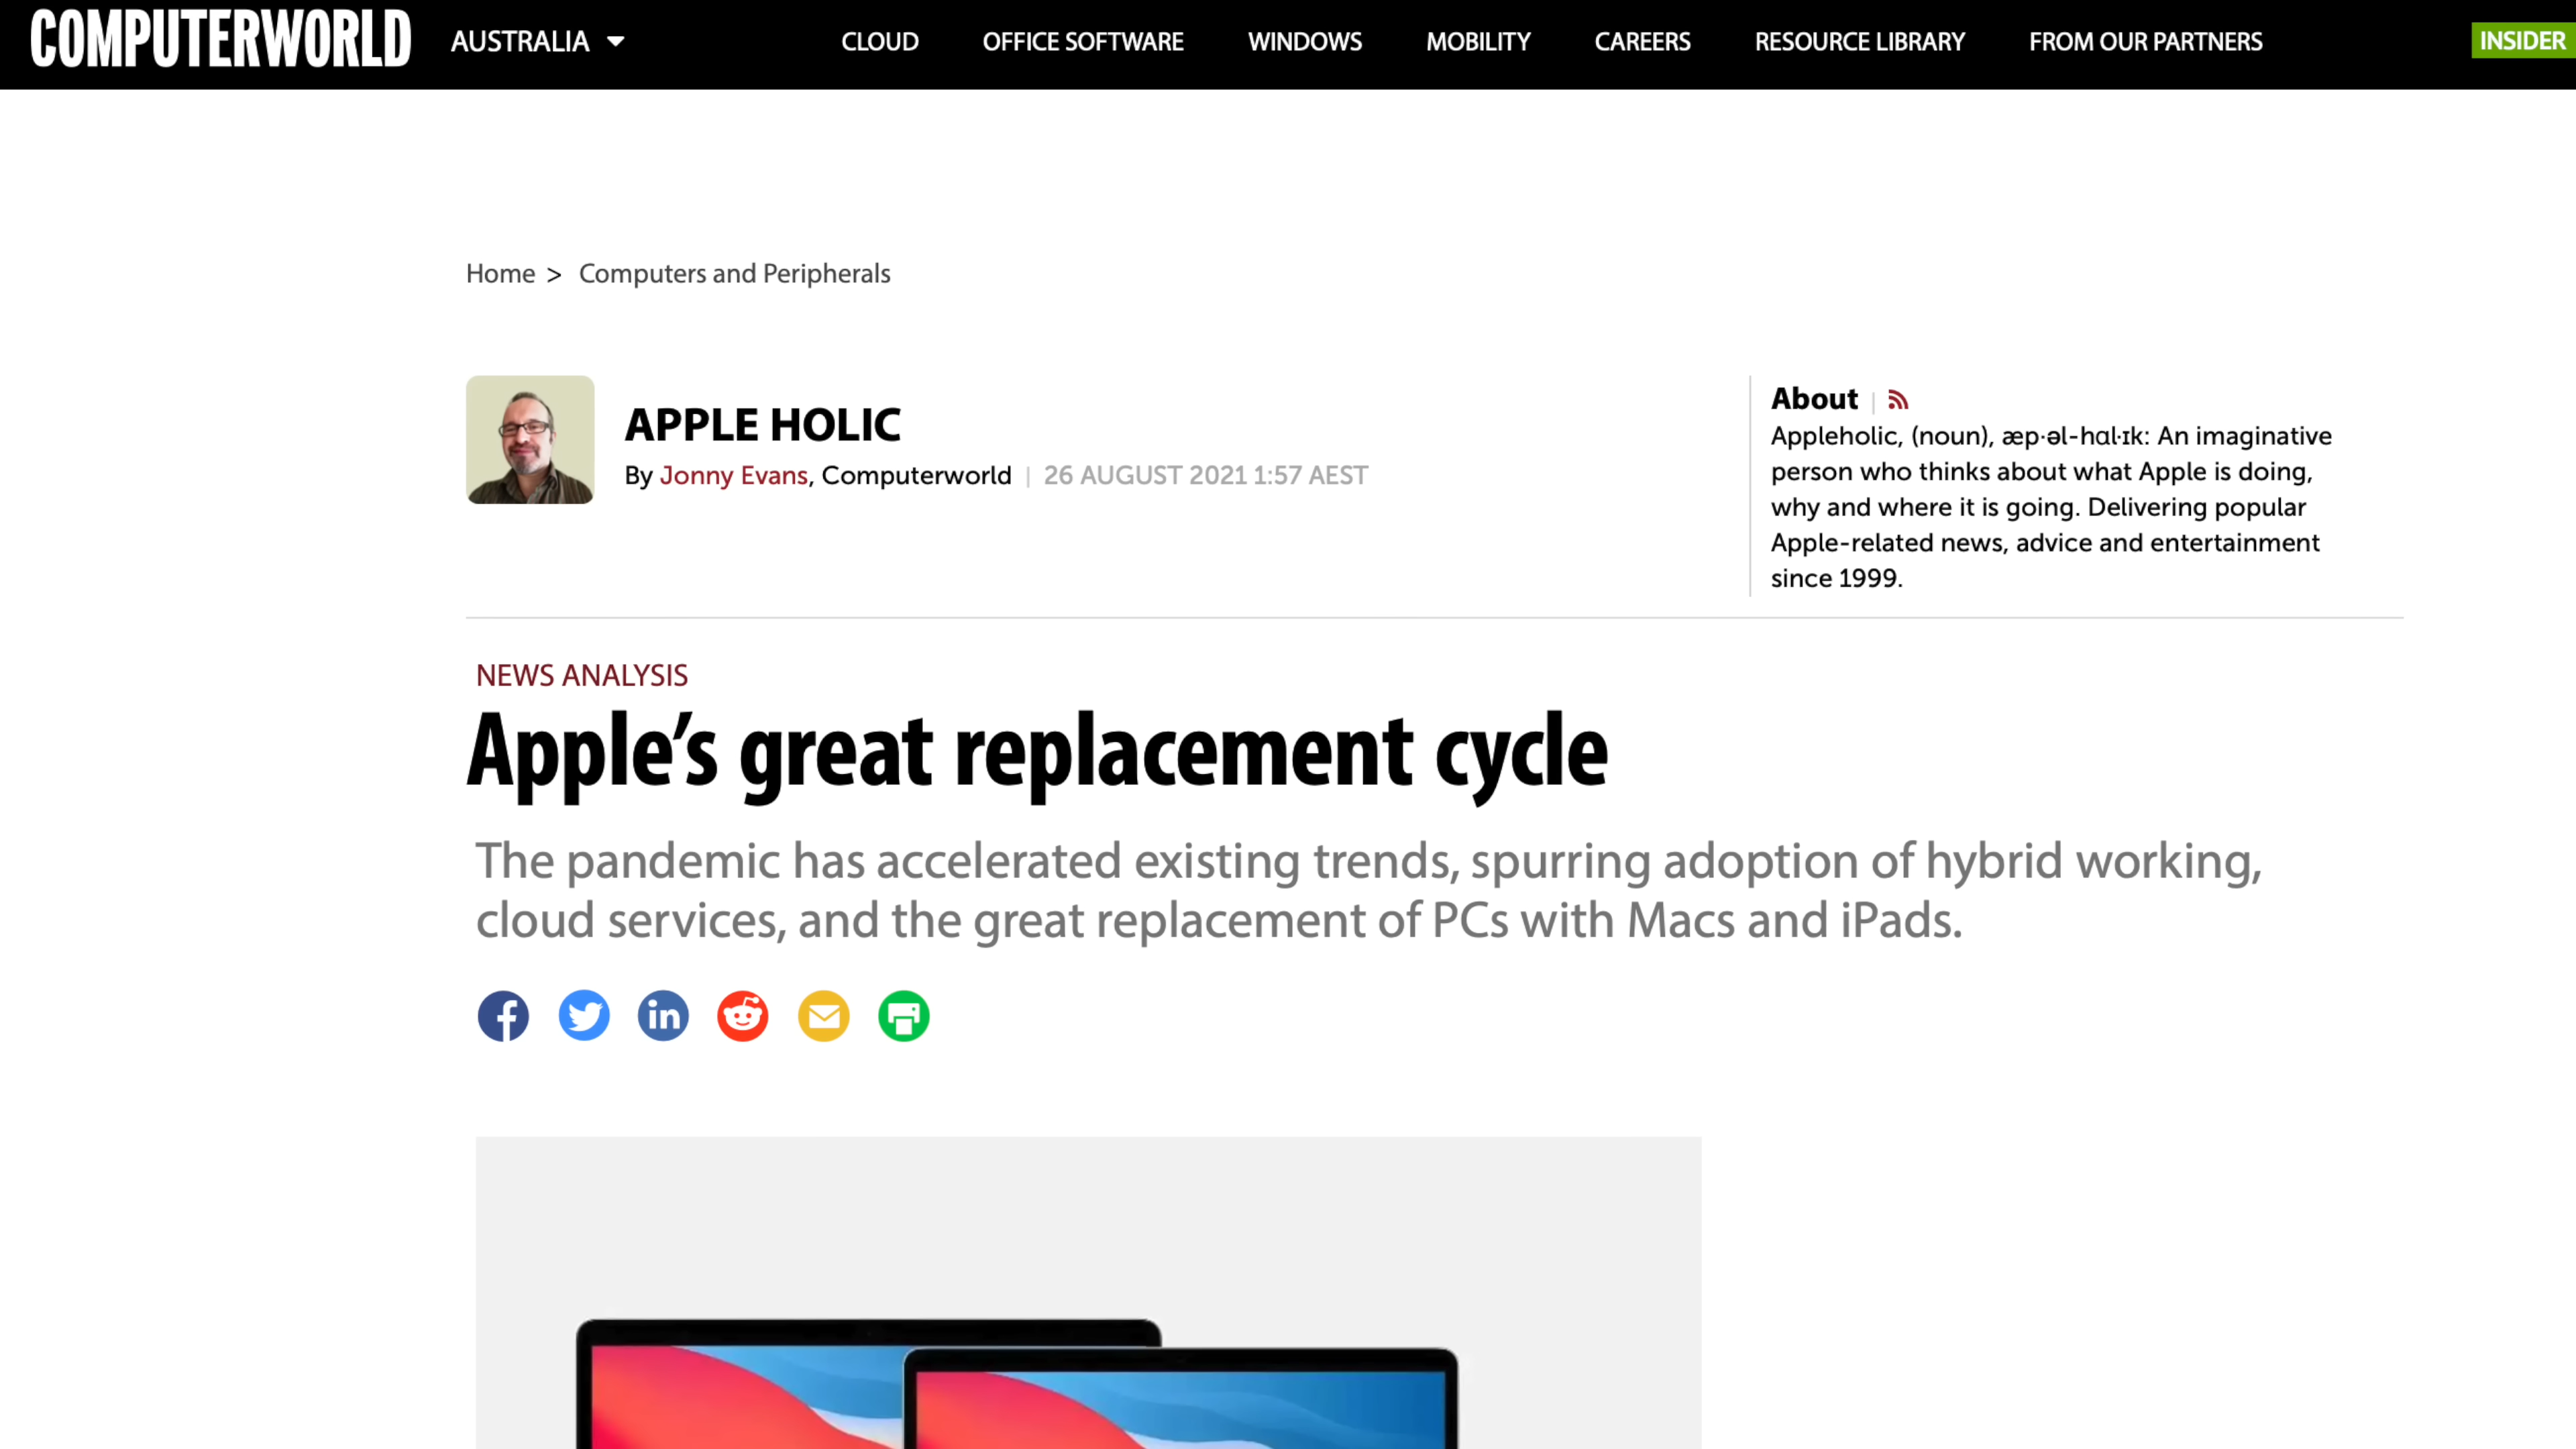 COMPUTERWORLD AUSTRALIA CLOUD OFFICE SOFTWARE WINDOWS MOBILITY CAREERS RESOURCE LIBRARY FROM OUR PARTNERS INSIDER
Home > Computers and Peripherals
APPLE HOLIC
By Jonny Evans, Computerworld | 26 AUGUST 2021 1:57 AEST
About |
Appleholic, (noun), æp·əl-hɑl·ɪk: An imaginative
person who thinks about what Apple is doing,
why and where it is going. Delivering popular
Apple-related news, advice and entertainment
since 1999.
NEWS ANALYSIS
Apple’s great replacement cycle
The pandemic has accelerated existing trends, spurring adoption of hybrid working,
cloud services, and the great replacement of PCs with Macs and iPads.